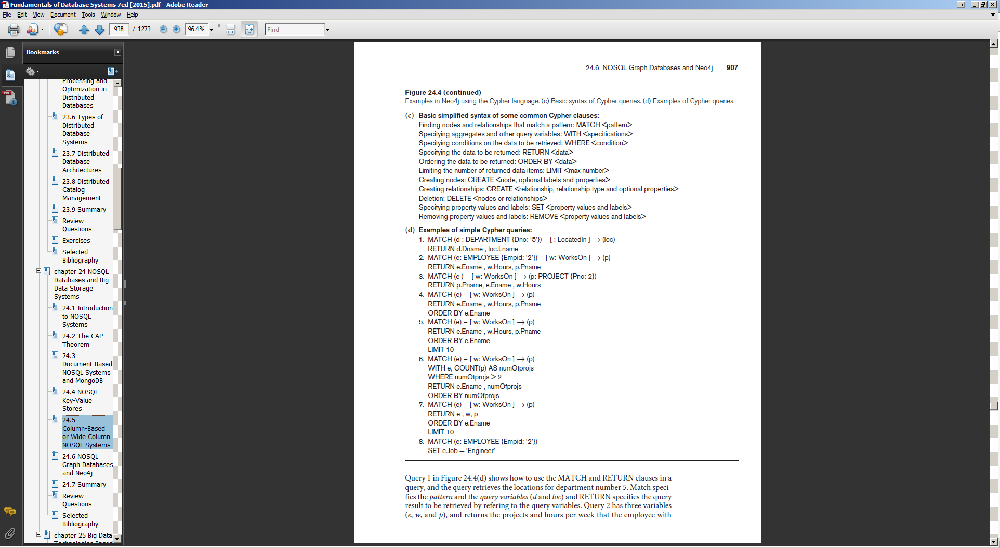 Fundamentals of Database Systems 7ed [2015].pdf - Adobe Reader
File Edit View Document Tools Window Help
938 / 1273 96.4% Find
Bookmarks
Processing and
Optimization in
Distributed
Databases
23.6 Types of
Distributed
Database
Systems
23.7 Distributed
Database
Architectures
23.8 Distributed
Catalog
Management
23.9 Summary
Review
Questions
Exercises
Selected
Bibliography
chapter 24 NOSQL
Databases and Big
Data Storage
Systems
24.1 Introduction
to NOSQL
Systems
24.2 The CAP
Theorem
24.3
Document-Based
NOSQL Systems
and MongoDB
24.4 NOSQL
Key-Value
Stores
24.5
Column-Based
or Wide Column
NOSQL Systems
24.6 NOSQL
Graph Databases
and Neo4j
24.7 Summary
Review
Questions
Selected
Bibliography
chapter 25 Big Data
Technologies Based
24.6 NOSQL Graph Databases and Neo4j 907
Figure 24.4 (continued)
Examples in Neo4j using the Cypher language. (c) Basic syntax of Cypher queries. (d) Examples of Cypher queries.
(c) Basic simplified syntax of some common Cypher clauses:
Finding nodes and relationships that match a pattern: MATCH <pattern>
Specifying aggregates and other query variables: WITH <specifications>
Specifying conditions on the data to be retrieved: WHERE <condition>
Specifying the data to be returned: RETURN <data>
Ordering the data to be returned: ORDER BY <data>
Limiting the number of returned data items: LIMIT <max number>
Creating nodes: CREATE <node, optional labels and properties>
Creating relationships: CREATE <relationship, relationship type and optional properties>
Deletion: DELETE <nodes or relationships>
Specifying property values and labels: SET <property values and labels>
Removing property values and labels: REMOVE <property values and labels>
(d) Examples of simple Cypher queries:
1. MATCH (d : DEPARTMENT {Dno: ‘5’}) – [ : LocatedIn ] → (loc)
RETURN d.Dname , loc.Lname
2. MATCH (e: EMPLOYEE {Empid: ‘2’}) – [ w: WorksOn ] → (p)
RETURN e.Ename , w.Hours, p.Pname
3. MATCH (e ) – [ w: WorksOn ] → (p: PROJECT {Pno: 2})
RETURN p.Pname, e.Ename , w.Hours
4. MATCH (e) – [ w: WorksOn ] → (p)
RETURN e.Ename , w.Hours, p.Pname
ORDER BY e.Ename
5. MATCH (e) – [ w: WorksOn ] → (p)
RETURN e.Ename , w.Hours, p.Pname
ORDER BY e.Ename
LIMIT 10
6. MATCH (e) – [ w: WorksOn ] → (p)
WITH e, COUNT(p) AS numOfprojs
WHERE numOfprojs > 2
RETURN e.Ename , numOfprojs
ORDER BY numOfprojs
7. MATCH (e) – [ w: WorksOn ] → (p)
RETURN e , w, p
ORDER BY e.Ename
LIMIT 10
8. MATCH (e: EMPLOYEE {Empid: ‘2’})
SET e.Job = ‘Engineer’
Query 1 in Figure 24.4(d) shows how to use the MATCH and RETURN clauses in a
query, and the query retrieves the locations for department number 5. Match speci-
fies the pattern and the query variables (d and loc) and RETURN specifies the query
result to be retrieved by refering to the query variables. Query 2 has three variables
(e, w, and p), and returns the projects and hours per week that the employee with